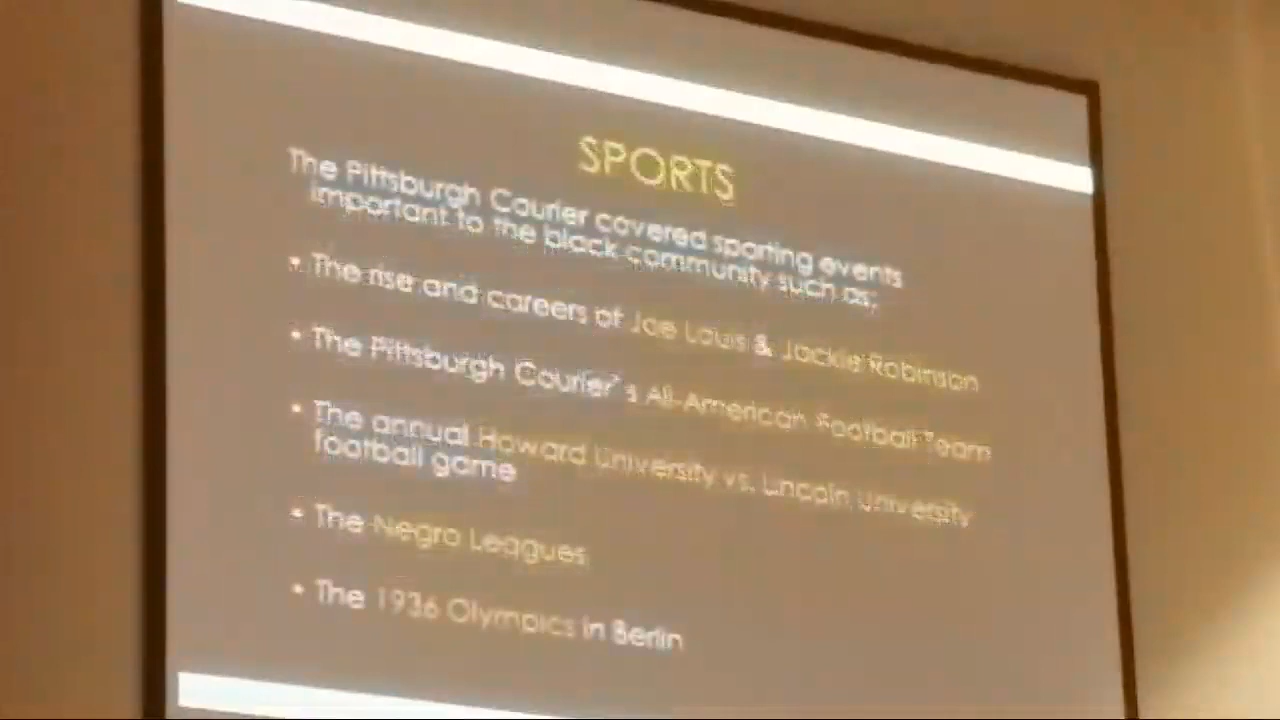 SPORTS
The Pittsburgh Courier covered sporting events
important to the black community such as;
• The rise and careers of Joe Louis & Jackie Robinson
• The Pittsburgh Courier's All-American Football Team
• The annual Howard University vs. Lincoln University
football game
• The Negro Leagues
• The 1936 Olympics in Berlin